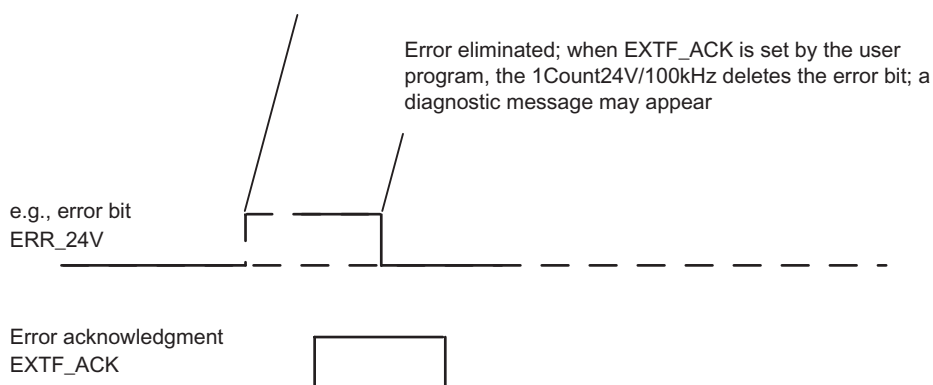 Error eliminated; when EXTF_ACK is set by the user
program, the 1Count24V/100kHz deletes the error bit; a
diagnostic message may appear
e.g., error bit
ERR_24V
Error acknowledgment
EXTF_ACK